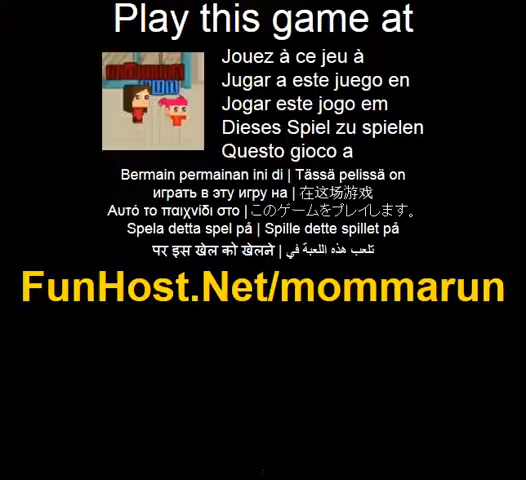 Play this game at
Jouez à ce jeu à
Jugar a este juego en
Jogar este jogo em
Dieses Spiel zu spielen
Questo gioco a
Bermain permainan ini di | Tässä pelissä on
играть в эту игру на | 在这场游戏
Αυτό το παιχνίδι στο | このゲームをプレイします。
Spela detta spel på | Spille dette spillet på
पर इस खेल को खेलने | تلعب هذه اللعبة في
FunHost.Net/mommarun